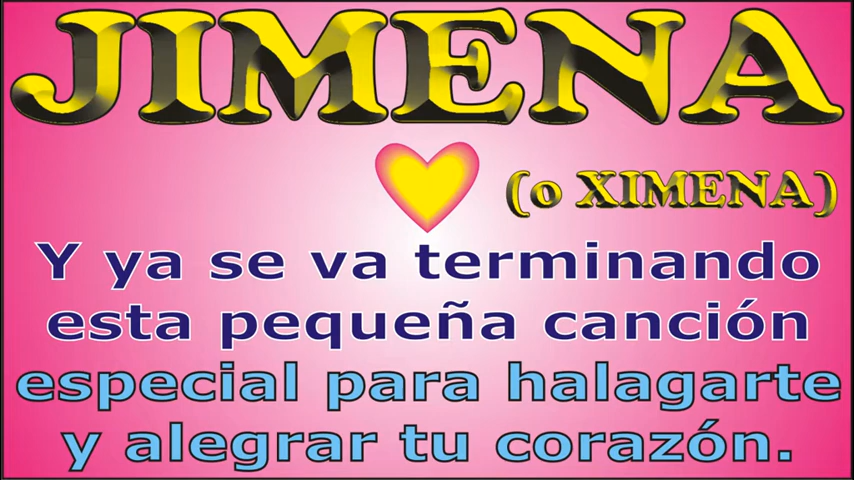 JIMENA
(o XIMENA)
Y ya se va terminando
esta pequeña canción
especial para halagarte
y alegrar tu corazón.